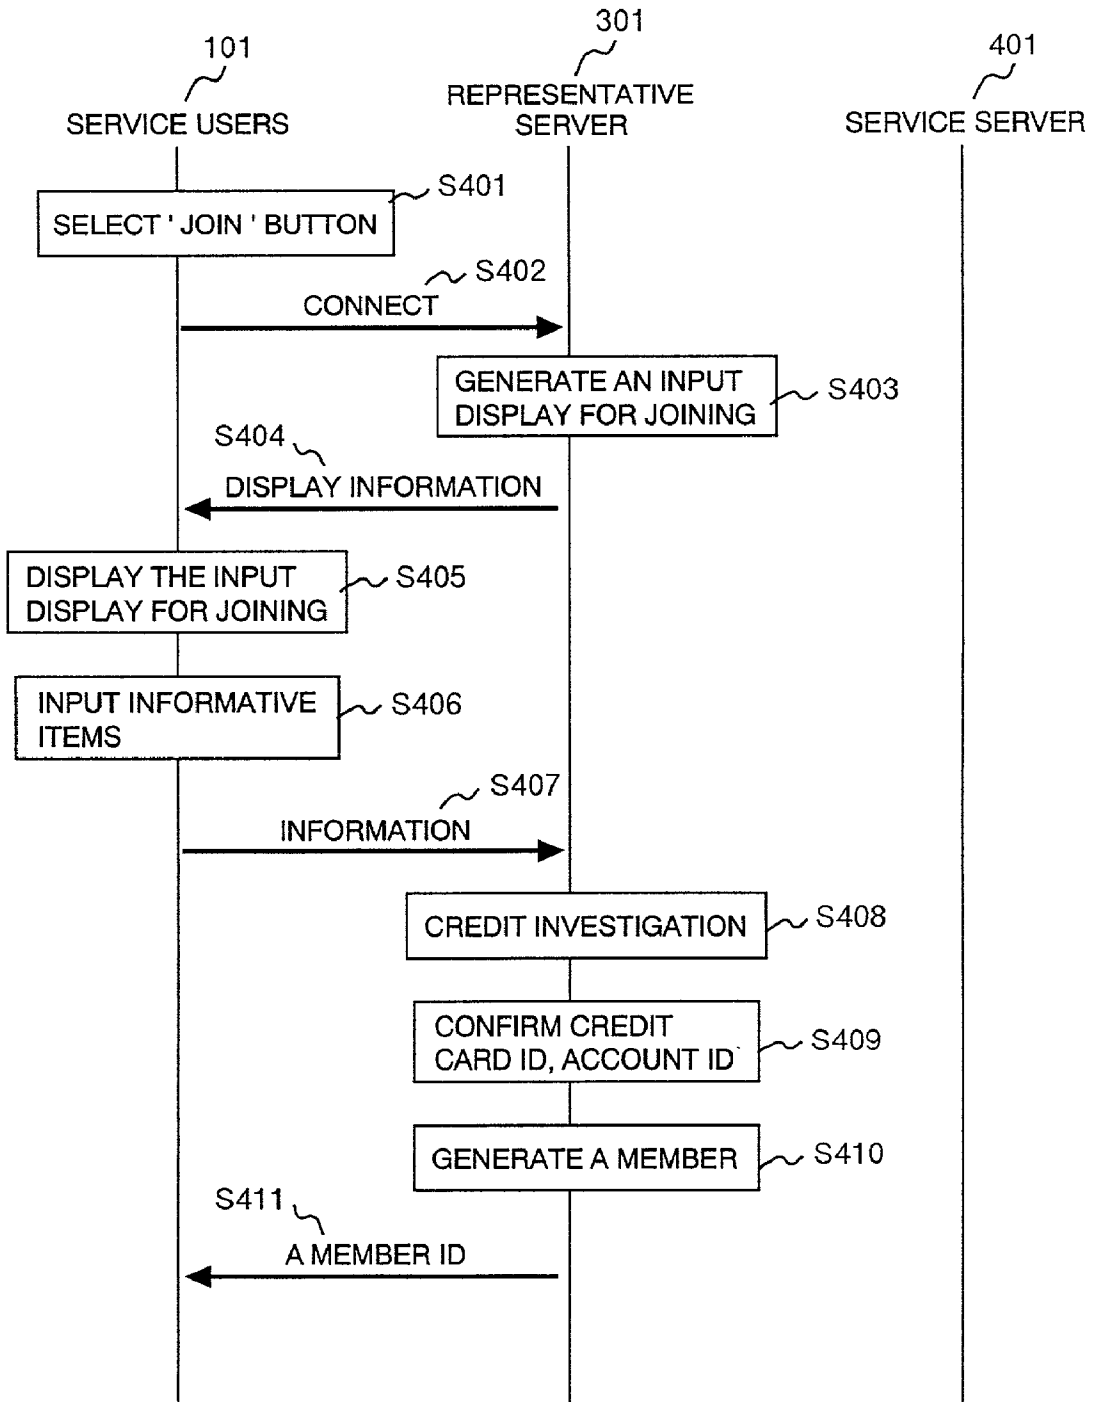 101
SERVICE USERS
301
REPRESENTATIVE
SERVER
401
SERVICE SERVER
S401
SELECT ' JOIN ' BUTTON
S402
CONNECT
GENERATE AN INPUT
DISPLAY FOR JOINING
S403
S404
DISPLAY INFORMATION
DISPLAY THE INPUT
DISPLAY FOR JOINING
S405
INPUT INFORMATIVE
ITEMS
S406
S407
INFORMATION
CREDIT INVESTIGATION
S408
CONFIRM CREDIT
CARD ID, ACCOUNT ID
S409
GENERATE A MEMBER
S410
S411
A MEMBER ID